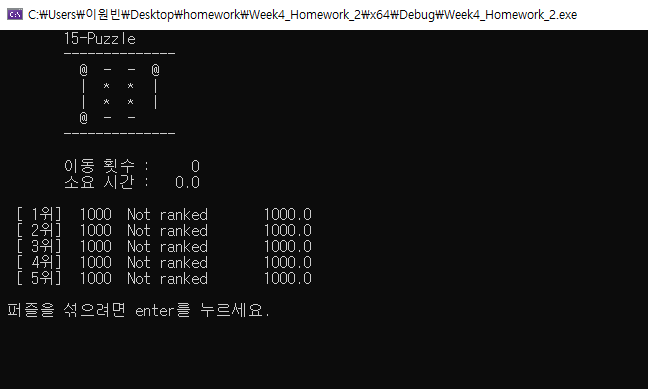 C:\Users\이원빈\Desktop\homework\Week4_Homework_2\x64\Debug\Week4_Homework_2.exe
15-Puzzle
--------------
@ - - @
| * * |
| * * |
@ - -
--------------
이동 횟수 : 0
소요 시간 : 0.0
[ 1위] 1000 Not ranked 1000.0
[ 2위] 1000 Not ranked 1000.0
[ 3위] 1000 Not ranked 1000.0
[ 4위] 1000 Not ranked 1000.0
[ 5위] 1000 Not ranked 1000.0
퍼즐을 섞으려면 enter를 누르세요.